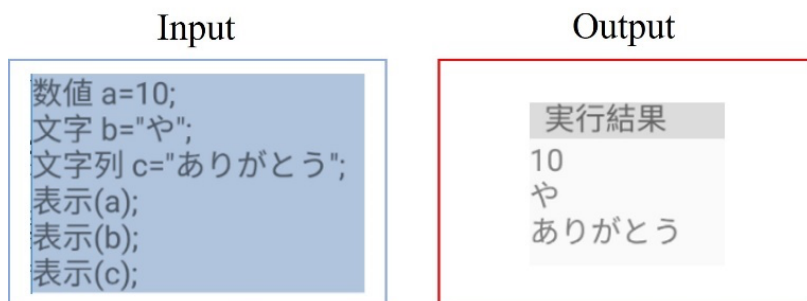 Input
数値 a=10;
文字 b="や";
文字列 c="ありがとう";
表示(a);
表示(b);
表示(c);
Output
実行結果
10
や
ありがとう